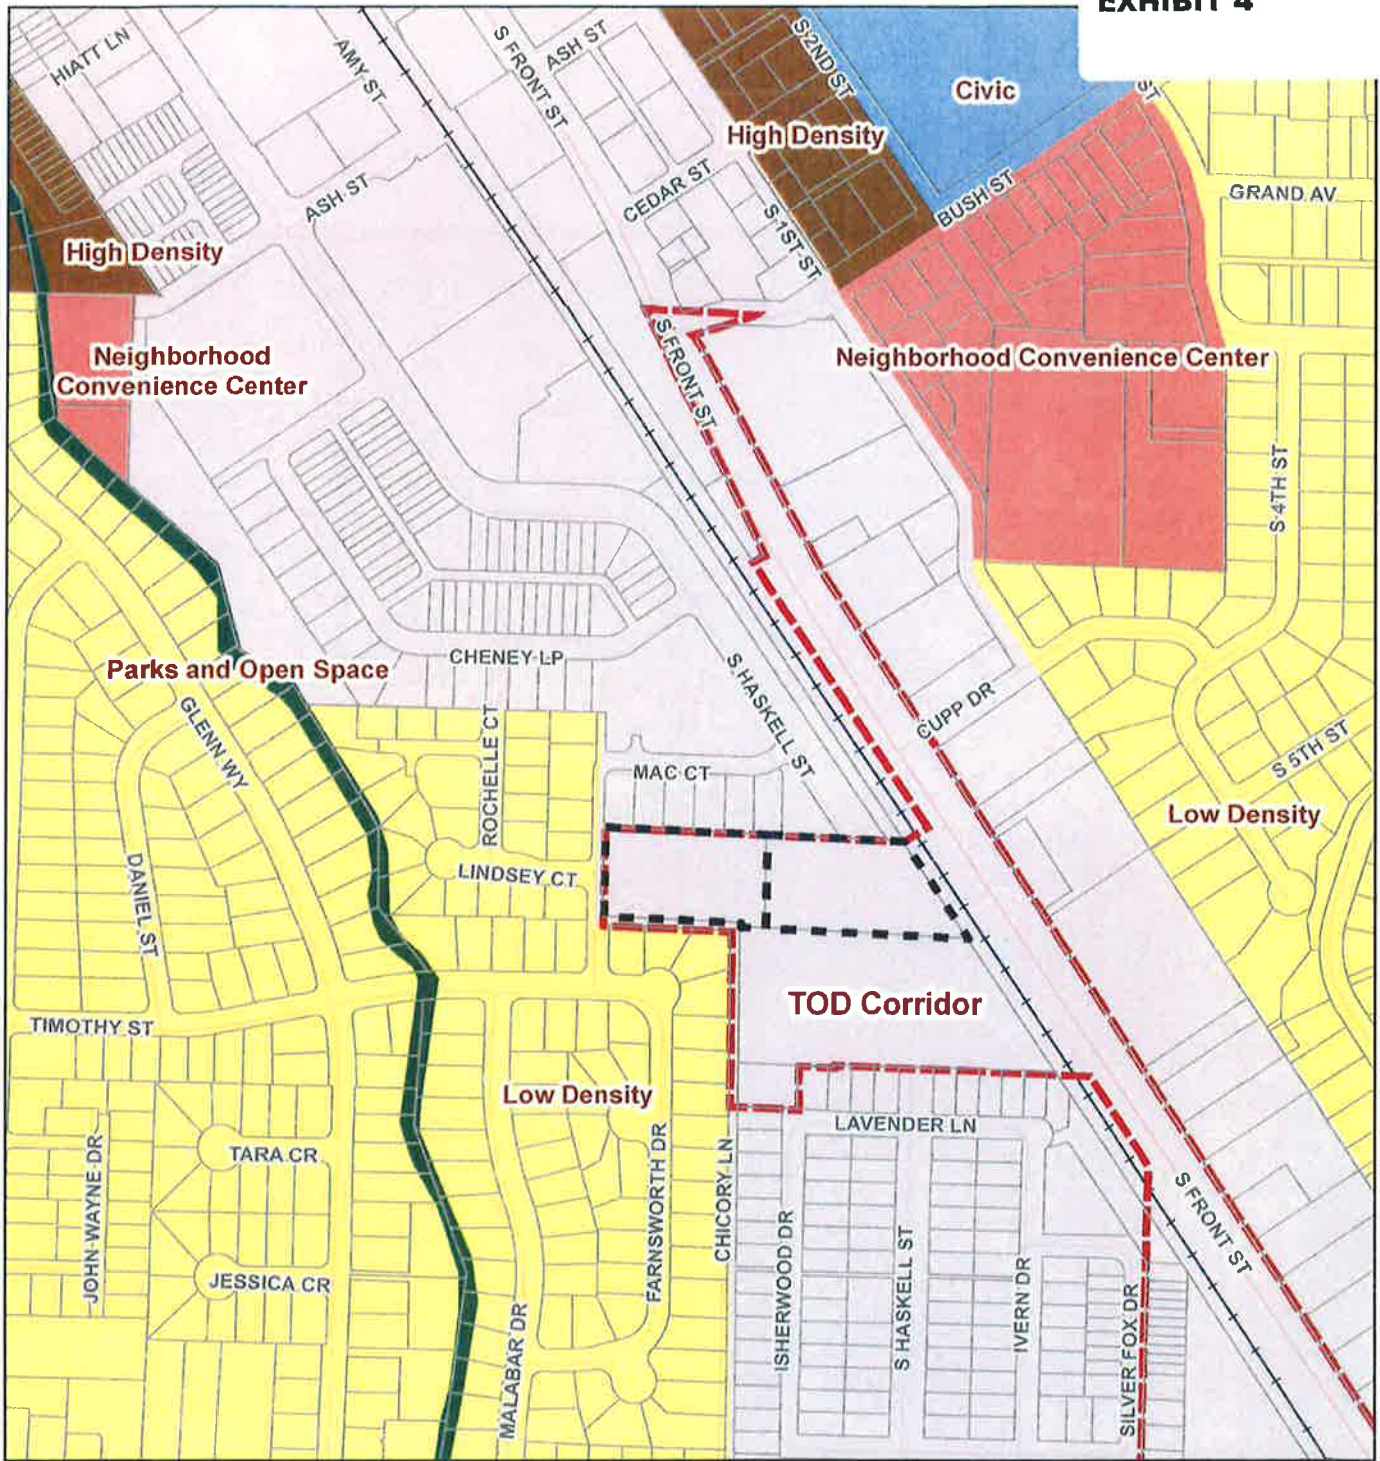 EXHIBIT 4
HIATT LN
AMY ST
S FRONT ST
ASH ST
S 2ND ST
Civic
ST
High Density
GRAND AV
CEDAR ST
BUSH ST
ASH ST
S 1ST ST
High Density
S FRONT ST
Neighborhood
Convenience Center
Neighborhood Convenience Center
S 4TH ST
CHENEY LP
Parks and Open Space
S HASKELL ST
CUPP DR
GLENN WY
ROCHELLE CT
S 5TH ST
MAC CT
Low Density
DANIEL ST
LINDSEY CT
TOD Corridor
TIMOTHY ST
Low Density
LAVENDER LN
JOHN WAYNE DR
TARA CR
FARNSWORTH DR
CHICORY LN
S FRONT ST
JESSICA CR
ISHERWOOD DR
S HASKELL ST
IVERN DR
SILVER FOX DR
MALABAR DR